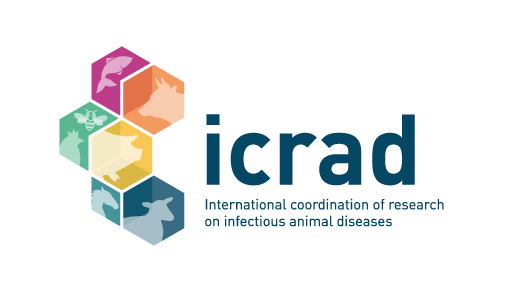 icrad
International coordination of research
on infectious animal diseases